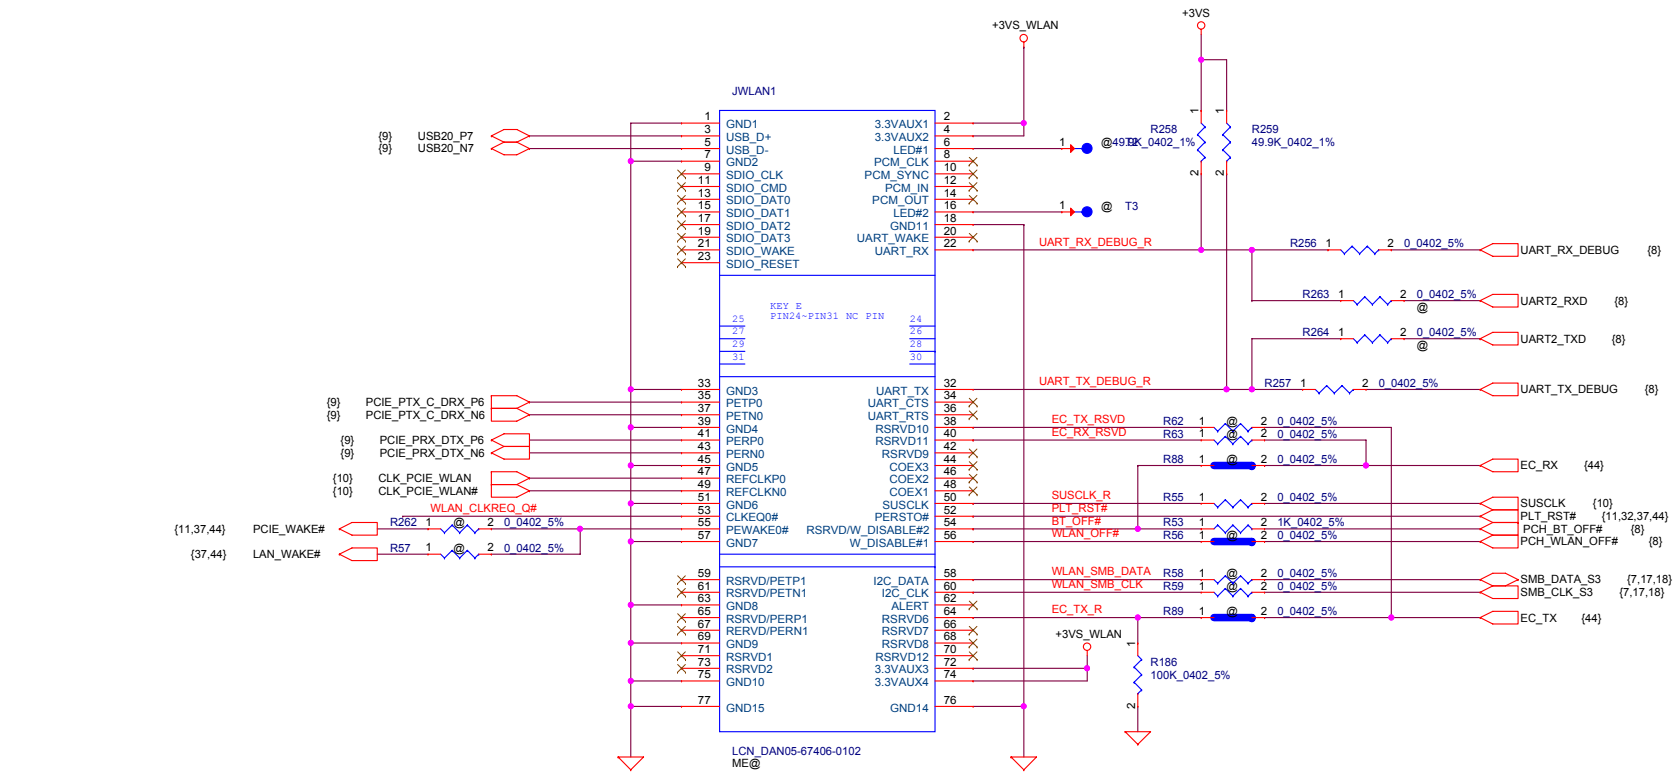 +3VS
+3VS_WLAN
JWLAN1
1 GND1 3.3VAUX1 2
{9} USB20_P7 3 USB_D+ 3.3VAUX2 4
{9} USB20_N7 5 USB_D- LED#1 6 1 @
7 GND2 PCM_CLK 8
9 SDIO_CLK PCM_SYNC 10
11 SDIO_CMD PCM_IN 12
13 SDIO_DAT0 PCM_OUT 14
15 SDIO_DAT1 LED#2 16 1 @ T3
17 SDIO_DAT2 GND11 18
19 SDIO_DAT3 UART_WAKE 20
21 SDIO_WAKE UART_RX 22 UART_RX_DEBUG_R
23 SDIO_RESET
1 R258 2
1 R259 49.9K_0402_1% 2
R256 1 2 0_0402_5% UART_RX_DEBUG {8}
R263 1 2 0_0402_5% @ UART2_RXD {8}
R264 1 2 0_0402_5% @ UART2_TXD {8}
KEY E
PIN24~PIN31 NC PIN
25 24
27 26
29 28
31 30
33 GND3 UART_TX 32 UART_TX_DEBUG_R R257 1 2 0_0402_5% UART_TX_DEBUG {8}
{9} PCIE_PTX_C_DRX_P6 35 PETP0 UART_CTS 34
{9} PCIE_PTX_C_DRX_N6 37 PETN0 UART_RTS 36
39 GND4 RSRVD10 38 EC_TX_RSVD R62 1 @ 2 0_0402_5%
{9} PCIE_PRX_DTX_P6 41 PERP0 RSRVD11 40 EC_RX_RSVD R63 1 @ 2 0_0402_5%
{9} PCIE_PRX_DTX_N6 43 PERN0 RSRVD9 42
45 GND5 COEX3 44 R88 1 @ 2 0_0402_5% EC_RX {44}
{10} CLK_PCIE_WLAN 47 REFCLKP0 COEX2 46
{10} CLK_PCIE_WLAN# 49 REFCLKN0 COEX1 48
51 GND6 SUSCLK 50 SUSCLK_R R55 1 2 0_0402_5% SUSCLK {10}
WLAN_CLKREQ_Q# 53 CLKEQ0# PERSTO# 52 PLT_RST# PLT_RST# {11,32,37,44}
{11,37,44} PCIE_WAKE# R262 1 @ 2 0_0402_5% 55 PEWAKE0# RSRVD/W_DISABLE#2 54 BT_OFF# R53 1 @ 2 1K_0402_5% PCH_BT_OFF# {8}
57 GND7 W_DISABLE#1 56 WLAN_OFF# R56 1 @ 2 0_0402_5% PCH_WLAN_OFF# {8}
{37,44} LAN_WAKE# R57 1 @ 2 0_0402_5%
59 RSRVD/PETP1 I2C_DATA 58 WLAN_SMB_DATA R58 1 @ 2 0_0402_5% SMB_DATA_S3 {7,17,18}
61 RSRVD/PETN1 I2C_CLK 60 WLAN_SMB_CLK R59 1 @ 2 0_0402_5% SMB_CLK_S3 {7,17,18}
63 GND8 ALERT 62
65 RSRVD/PERP1 RSRVD6 64 EC_TX_R R89 1 @ 2 0_0402_5% EC_TX {44}
67 RERVD/PERN1 RSRVD7 66
69 GND9 RSRVD8 68
71 RSRVD1 RSRVD12 70
73 RSRVD2 3.3VAUX3 72
75 GND10 3.3VAUX4 74
77 GND15 GND14 76
+3VS_WLAN
1 R186 100K_0402_5% 2
LCN_DAN05-67406-0102
ME@